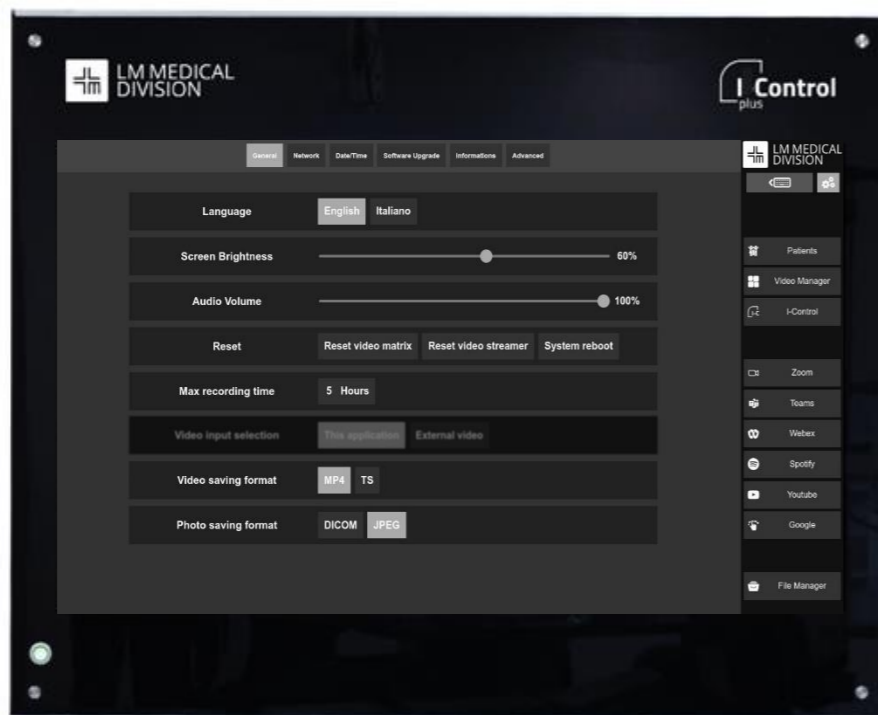 LM MEDICAL
DIVISION
I Control
plus
General Network Date/Time Software Upgrade Informations Advanced
LM MEDICAL
DIVISION
Language English Italiano
Screen Brightness 60%
Patients
Video Manager
Audio Volume 100%
I-Control
Reset Reset video matrix Reset video streamer System reboot
Zoom
Max recording time 5 Hours
Teams
Video input selection This application External video
Webex
Spotify
Video saving format MP4 TS
Youtube
Photo saving format DICOM JPEG
Google
File Manager